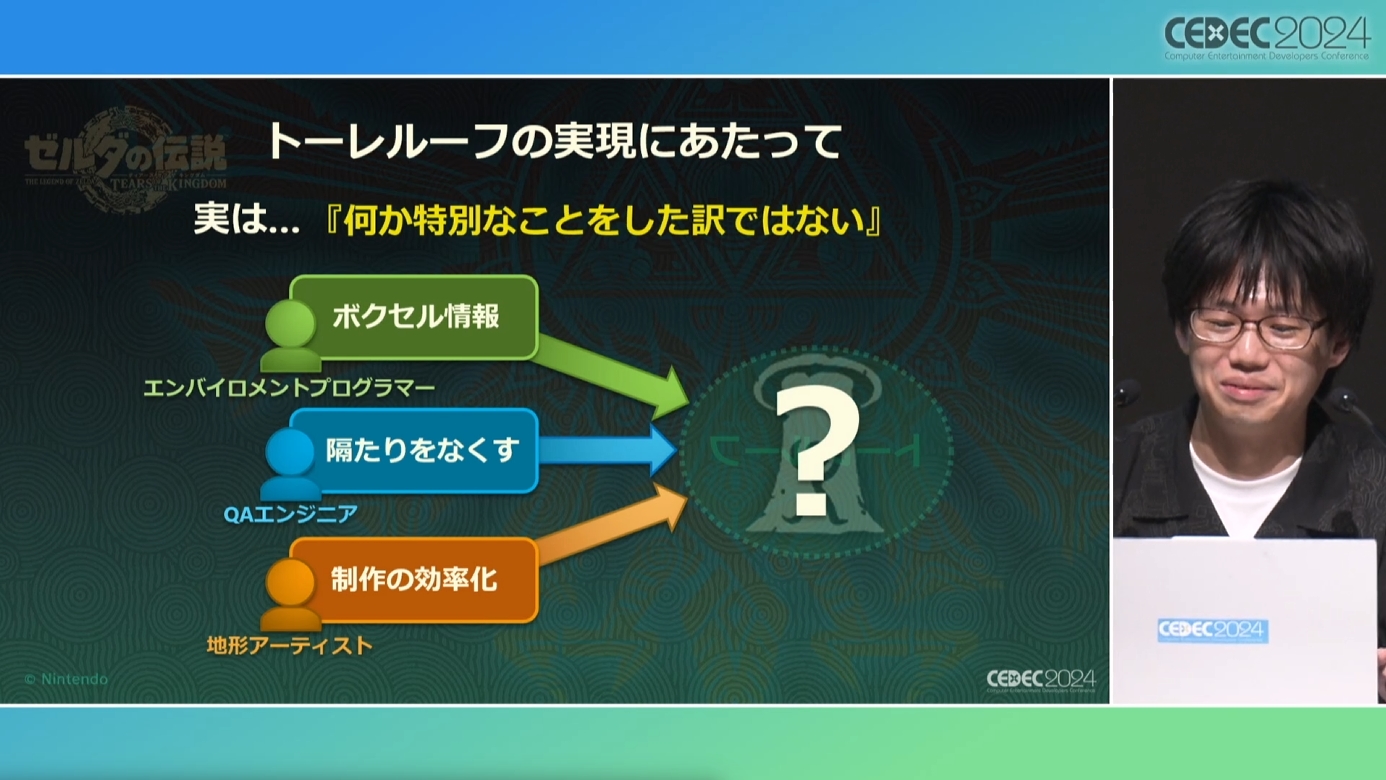 CEDEC2024
Computer Entertainment Developers Conference
ゼルダの伝説
THE LEGEND OF ZELDA
TEARS OF THE KINGDOM
トーレルーフの実現にあたって
実は... 『何か特別なことをした訳ではない』
ボクセル情報
エンバイロメントプログラマー
隔たりをなくす
QAエンジニア
制作の効率化
地形アーティスト
?
© Nintendo
CEDEC2024
Computer Entertainment Developers Conference
CEDEC2024